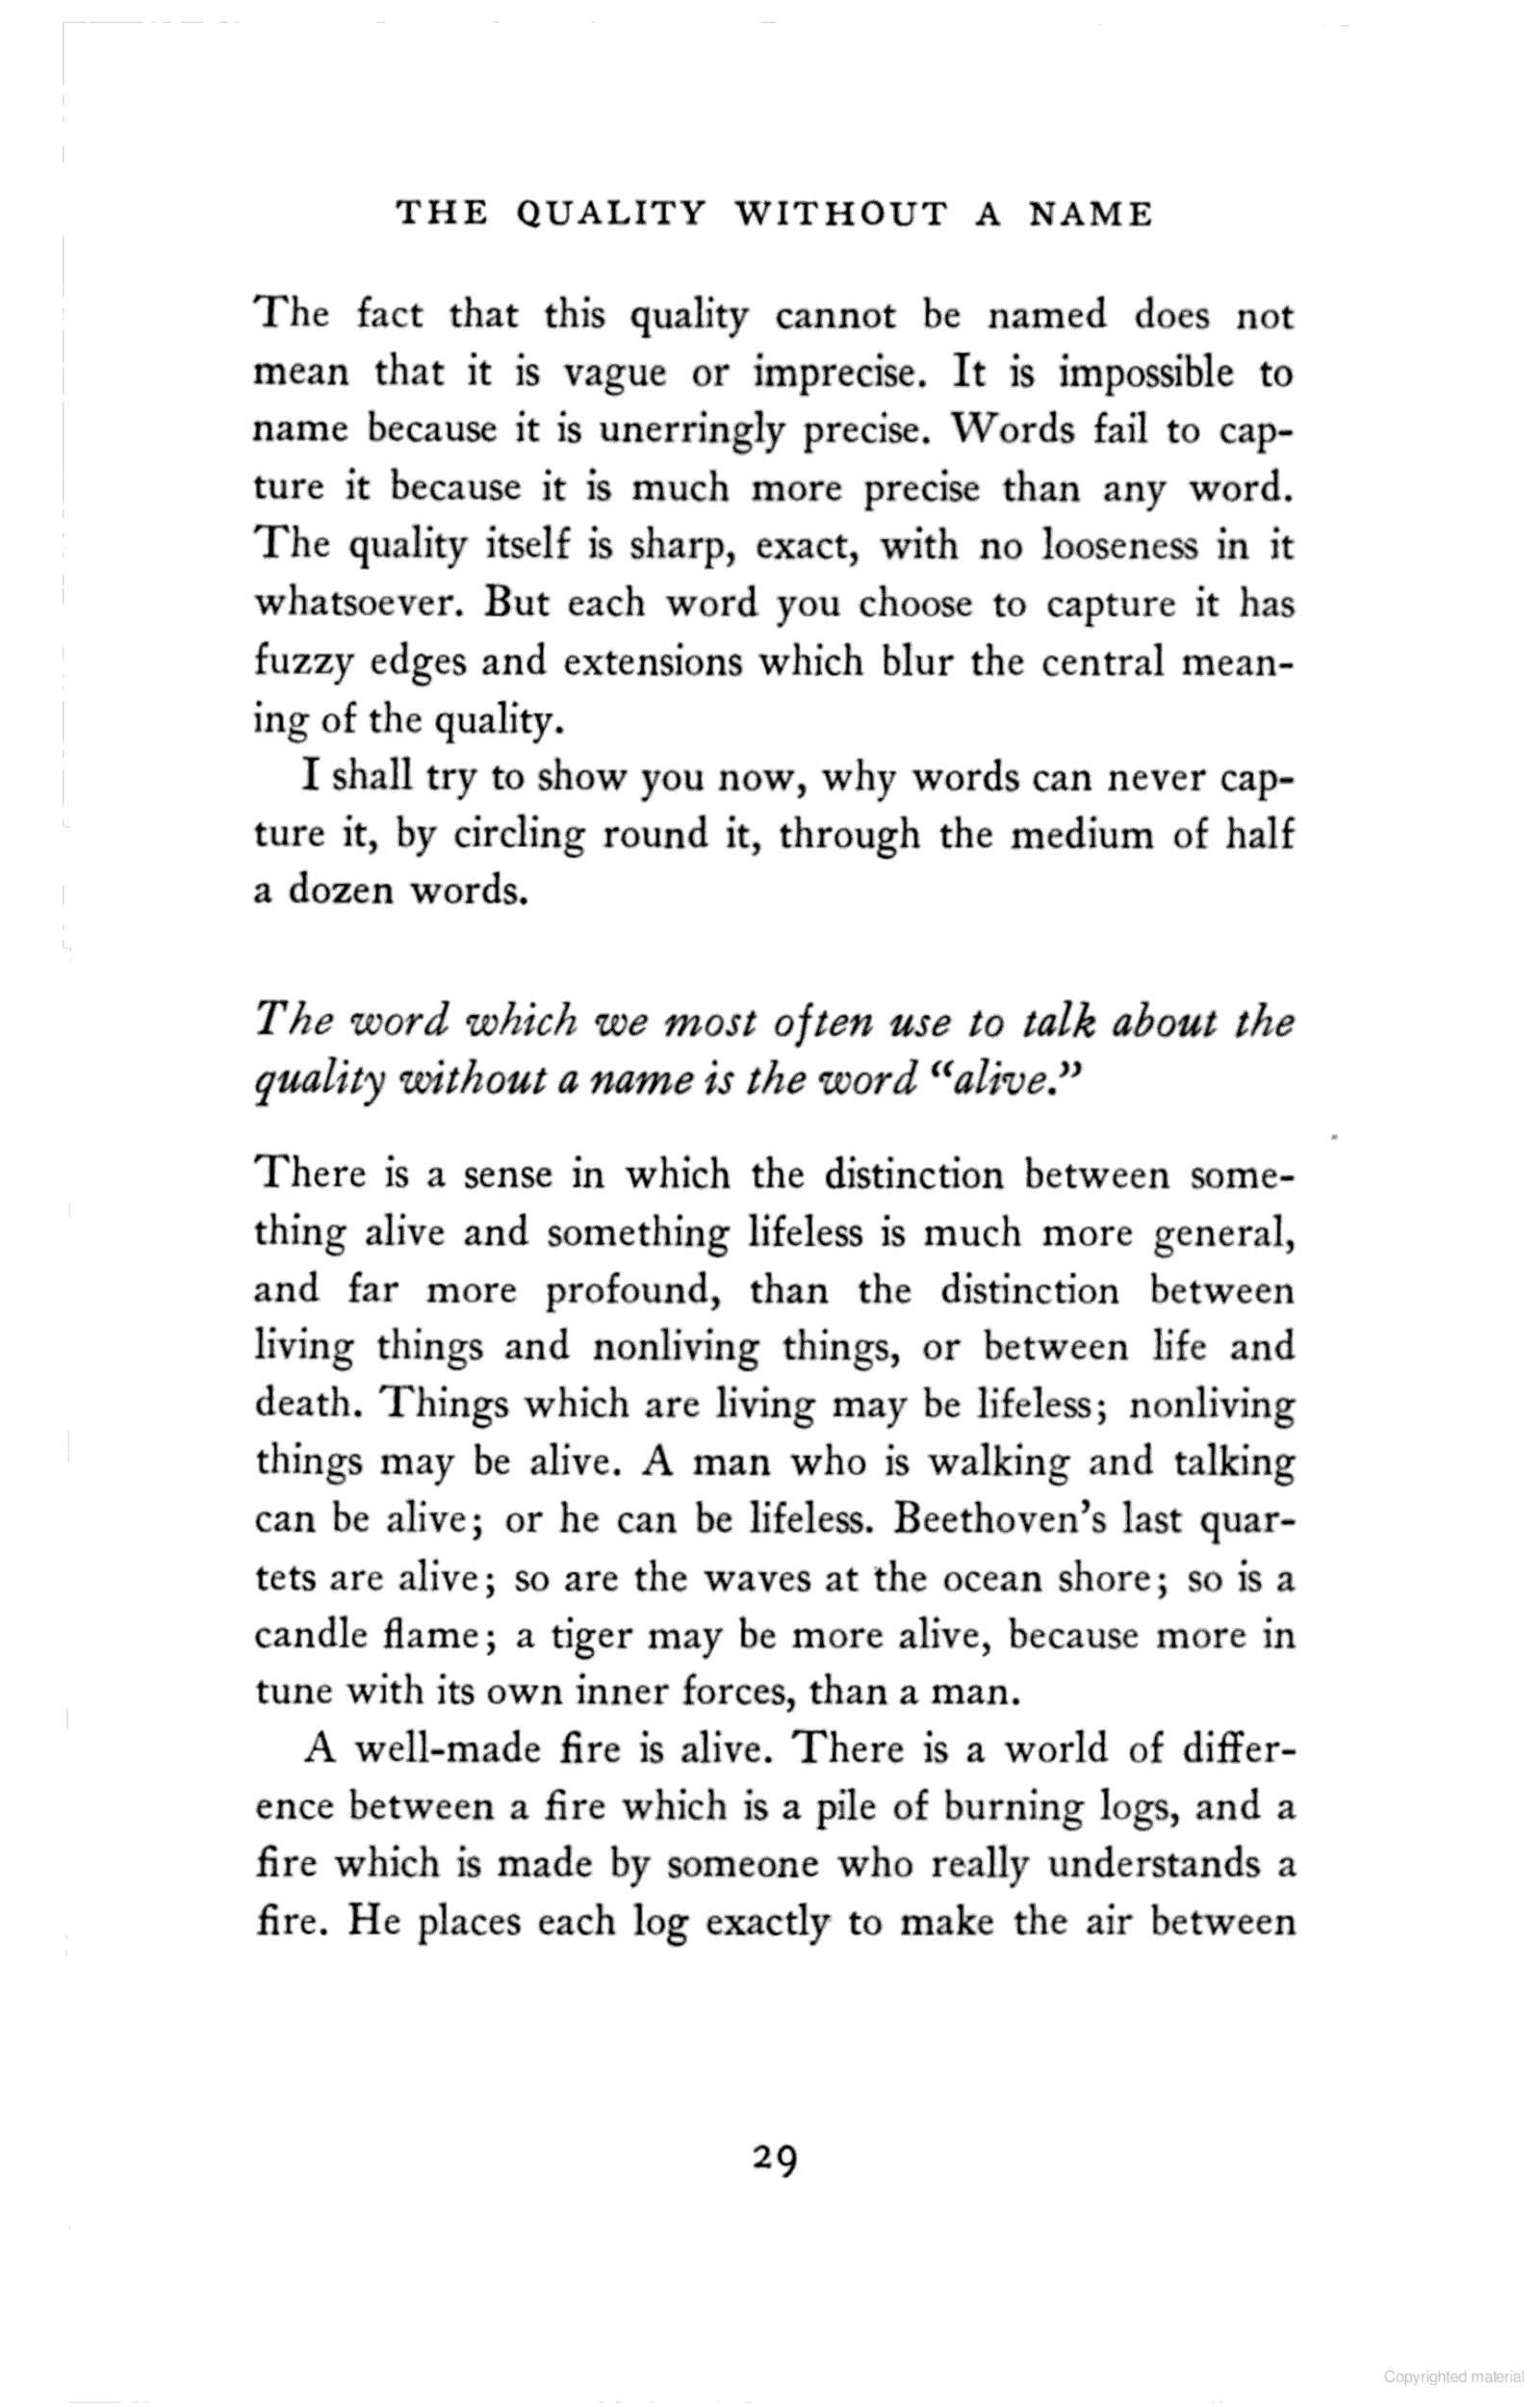 THE QUALITY WITHOUT A NAME
The fact that this quality cannot be named does not
mean that it is vague or imprecise. It is impossible to
name because it is unerringly precise. Words fail to cap-
ture it because it is much more precise than any word.
The quality itself is sharp, exact, with no looseness in it
whatsoever. But each word you choose to capture it has
fuzzy edges and extensions which blur the central mean-
ing of the quality.
I shall try to show you now, why words can never cap-
ture it, by circling round it, through the medium of half
a dozen words.
The word which we most often use to talk about the
quality without a name is the word “alive.”
There is a sense in which the distinction between some-
thing alive and something lifeless is much more general,
and far more profound, than the distinction between
living things and nonliving things, or between life and
death. Things which are living may be lifeless; nonliving
things may be alive. A man who is walking and talking
can be alive; or he can be lifeless. Beethoven’s last quar-
tets are alive; so are the waves at the ocean shore; so is a
candle flame; a tiger may be more alive, because more in
tune with its own inner forces, than a man.
A well-made fire is alive. There is a world of differ-
ence between a fire which is a pile of burning logs, and a
fire which is made by someone who really understands a
fire. He places each log exactly to make the air between
29
Copyrighted material